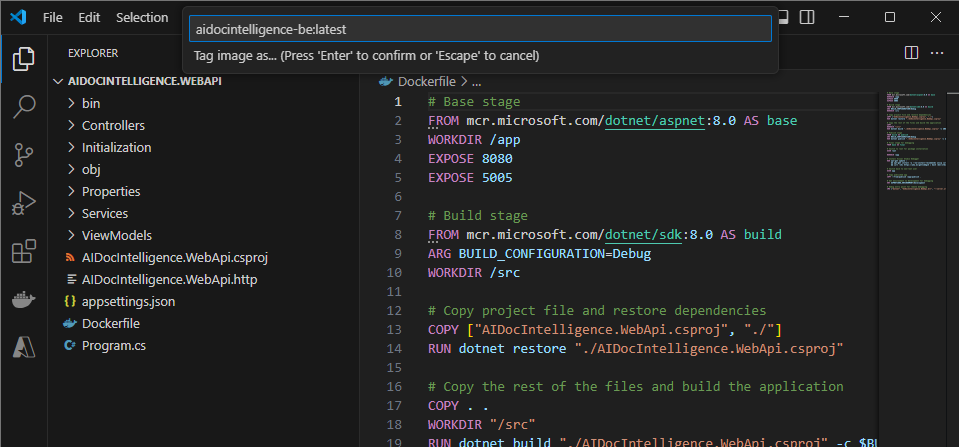 File Edit Selection
aidocintelligence-be:latest
Tag image as... (Press 'Enter' to confirm or 'Escape' to cancel)
EXPLORER
AIDOCINTELLIGENCE.WEBAPI
bin
Controllers
Initialization
obj
Properties
Services
ViewModels
AIDocIntelligence.WebApi.csproj
AIDocIntelligence.WebApi.http
appsettings.json
Dockerfile
Program.cs
Dockerfile > ...
1 # Base stage
2 FROM mcr.microsoft.com/dotnet/aspnet:8.0 AS base
3 WORKDIR /app
4 EXPOSE 8080
5 EXPOSE 5005
6
7 # Build stage
8 FROM mcr.microsoft.com/dotnet/sdk:8.0 AS build
9 ARG BUILD_CONFIGURATION=Debug
10 WORKDIR /src
11
12 # Copy project file and restore dependencies
13 COPY ["AIDocIntelligence.WebApi.csproj", "./"]
14 RUN dotnet restore "./AIDocIntelligence.WebApi.csproj"
15
16 # Copy the rest of the files and build the application
17 COPY . .
18 WORKDIR "/src"
19 RUN dotnet build "./AIDocIntelligence.WebApi.csproj" -c